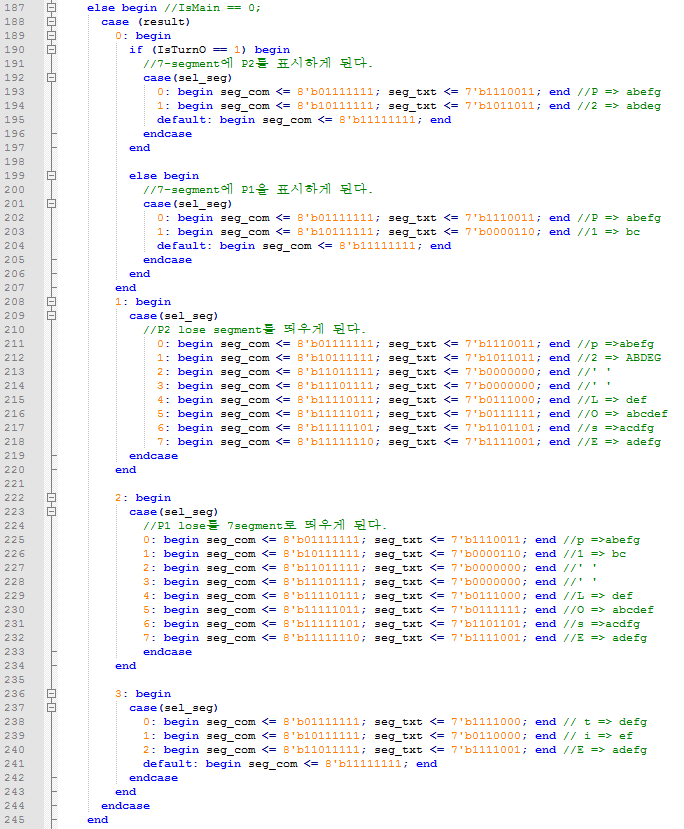 187 else begin //IsMain == 0;
188 case (result)
189 0: begin
190 if (IsTurnO == 1) begin
191 //7-segment에 P2를 표시하게 된다.
192 case(sel_seg)
193 0: begin seg_com <= 8'b01111111; seg_txt <= 7'b1110011; end //P => abefg
194 1: begin seg_com <= 8'b10111111; seg_txt <= 7'b1011011; end //2 => abdeg
195 default: begin seg_com <= 8'b11111111; end
196 endcase
197 end
198
199 else begin
200 //7-segment에 P1을 표시하게 된다.
201 case(sel_seg)
202 0: begin seg_com <= 8'b01111111; seg_txt <= 7'b1110011; end //P => abefg
203 1: begin seg_com <= 8'b10111111; seg_txt <= 7'b0000110; end //1 => bc
204 default: begin seg_com <= 8'b11111111; end
205 endcase
206 end
207 end
208 1: begin
209 case(sel_seg)
210 //P2 lose segment를 띄우게 된다.
211 0: begin seg_com <= 8'b01111111; seg_txt <= 7'b1110011; end //p =>abefg
212 1: begin seg_com <= 8'b10111111; seg_txt <= 7'b1011011; end //2 => ABDEG
213 2: begin seg_com <= 8'b11011111; seg_txt <= 7'b0000000; end //' '
214 3: begin seg_com <= 8'b11101111; seg_txt <= 7'b0000000; end //' '
215 4: begin seg_com <= 8'b11110111; seg_txt <= 7'b0111000; end //L => def
216 5: begin seg_com <= 8'b11111011; seg_txt <= 7'b0111111; end //O => abcdef
217 6: begin seg_com <= 8'b11111101; seg_txt <= 7'b1101101; end //s =>acdfg
218 7: begin seg_com <= 8'b11111110; seg_txt <= 7'b1111001; end //E => adefg
219 endcase
220 end
221
222 2: begin
223 case(sel_seg)
224 //P1 lose를 7segment로 띄우게 된다.
225 0: begin seg_com <= 8'b01111111; seg_txt <= 7'b1110011; end //p =>abefg
226 1: begin seg_com <= 8'b10111111; seg_txt <= 7'b0000110; end //1 => bc
227 2: begin seg_com <= 8'b11011111; seg_txt <= 7'b0000000; end //' '
228 3: begin seg_com <= 8'b11101111; seg_txt <= 7'b0000000; end //' '
229 4: begin seg_com <= 8'b11110111; seg_txt <= 7'b0111000; end //L => def
230 5: begin seg_com <= 8'b11111011; seg_txt <= 7'b0111111; end //O => abcdef
231 6: begin seg_com <= 8'b11111101; seg_txt <= 7'b1101101; end //s =>acdfg
232 7: begin seg_com <= 8'b11111110; seg_txt <= 7'b1111001; end //E => adefg
233 endcase
234 end
235
236 3: begin
237 case(sel_seg)
238 0: begin seg_com <= 8'b01111111; seg_txt <= 7'b1111000; end // t => defg
239 1: begin seg_com <= 8'b10111111; seg_txt <= 7'b0110000; end // i => ef
240 2: begin seg_com <= 8'b11011111; seg_txt <= 7'b1111001; end //E => adefg
241 default: begin seg_com <= 8'b11111111; end
242 endcase
243 end
244 endcase
245 end